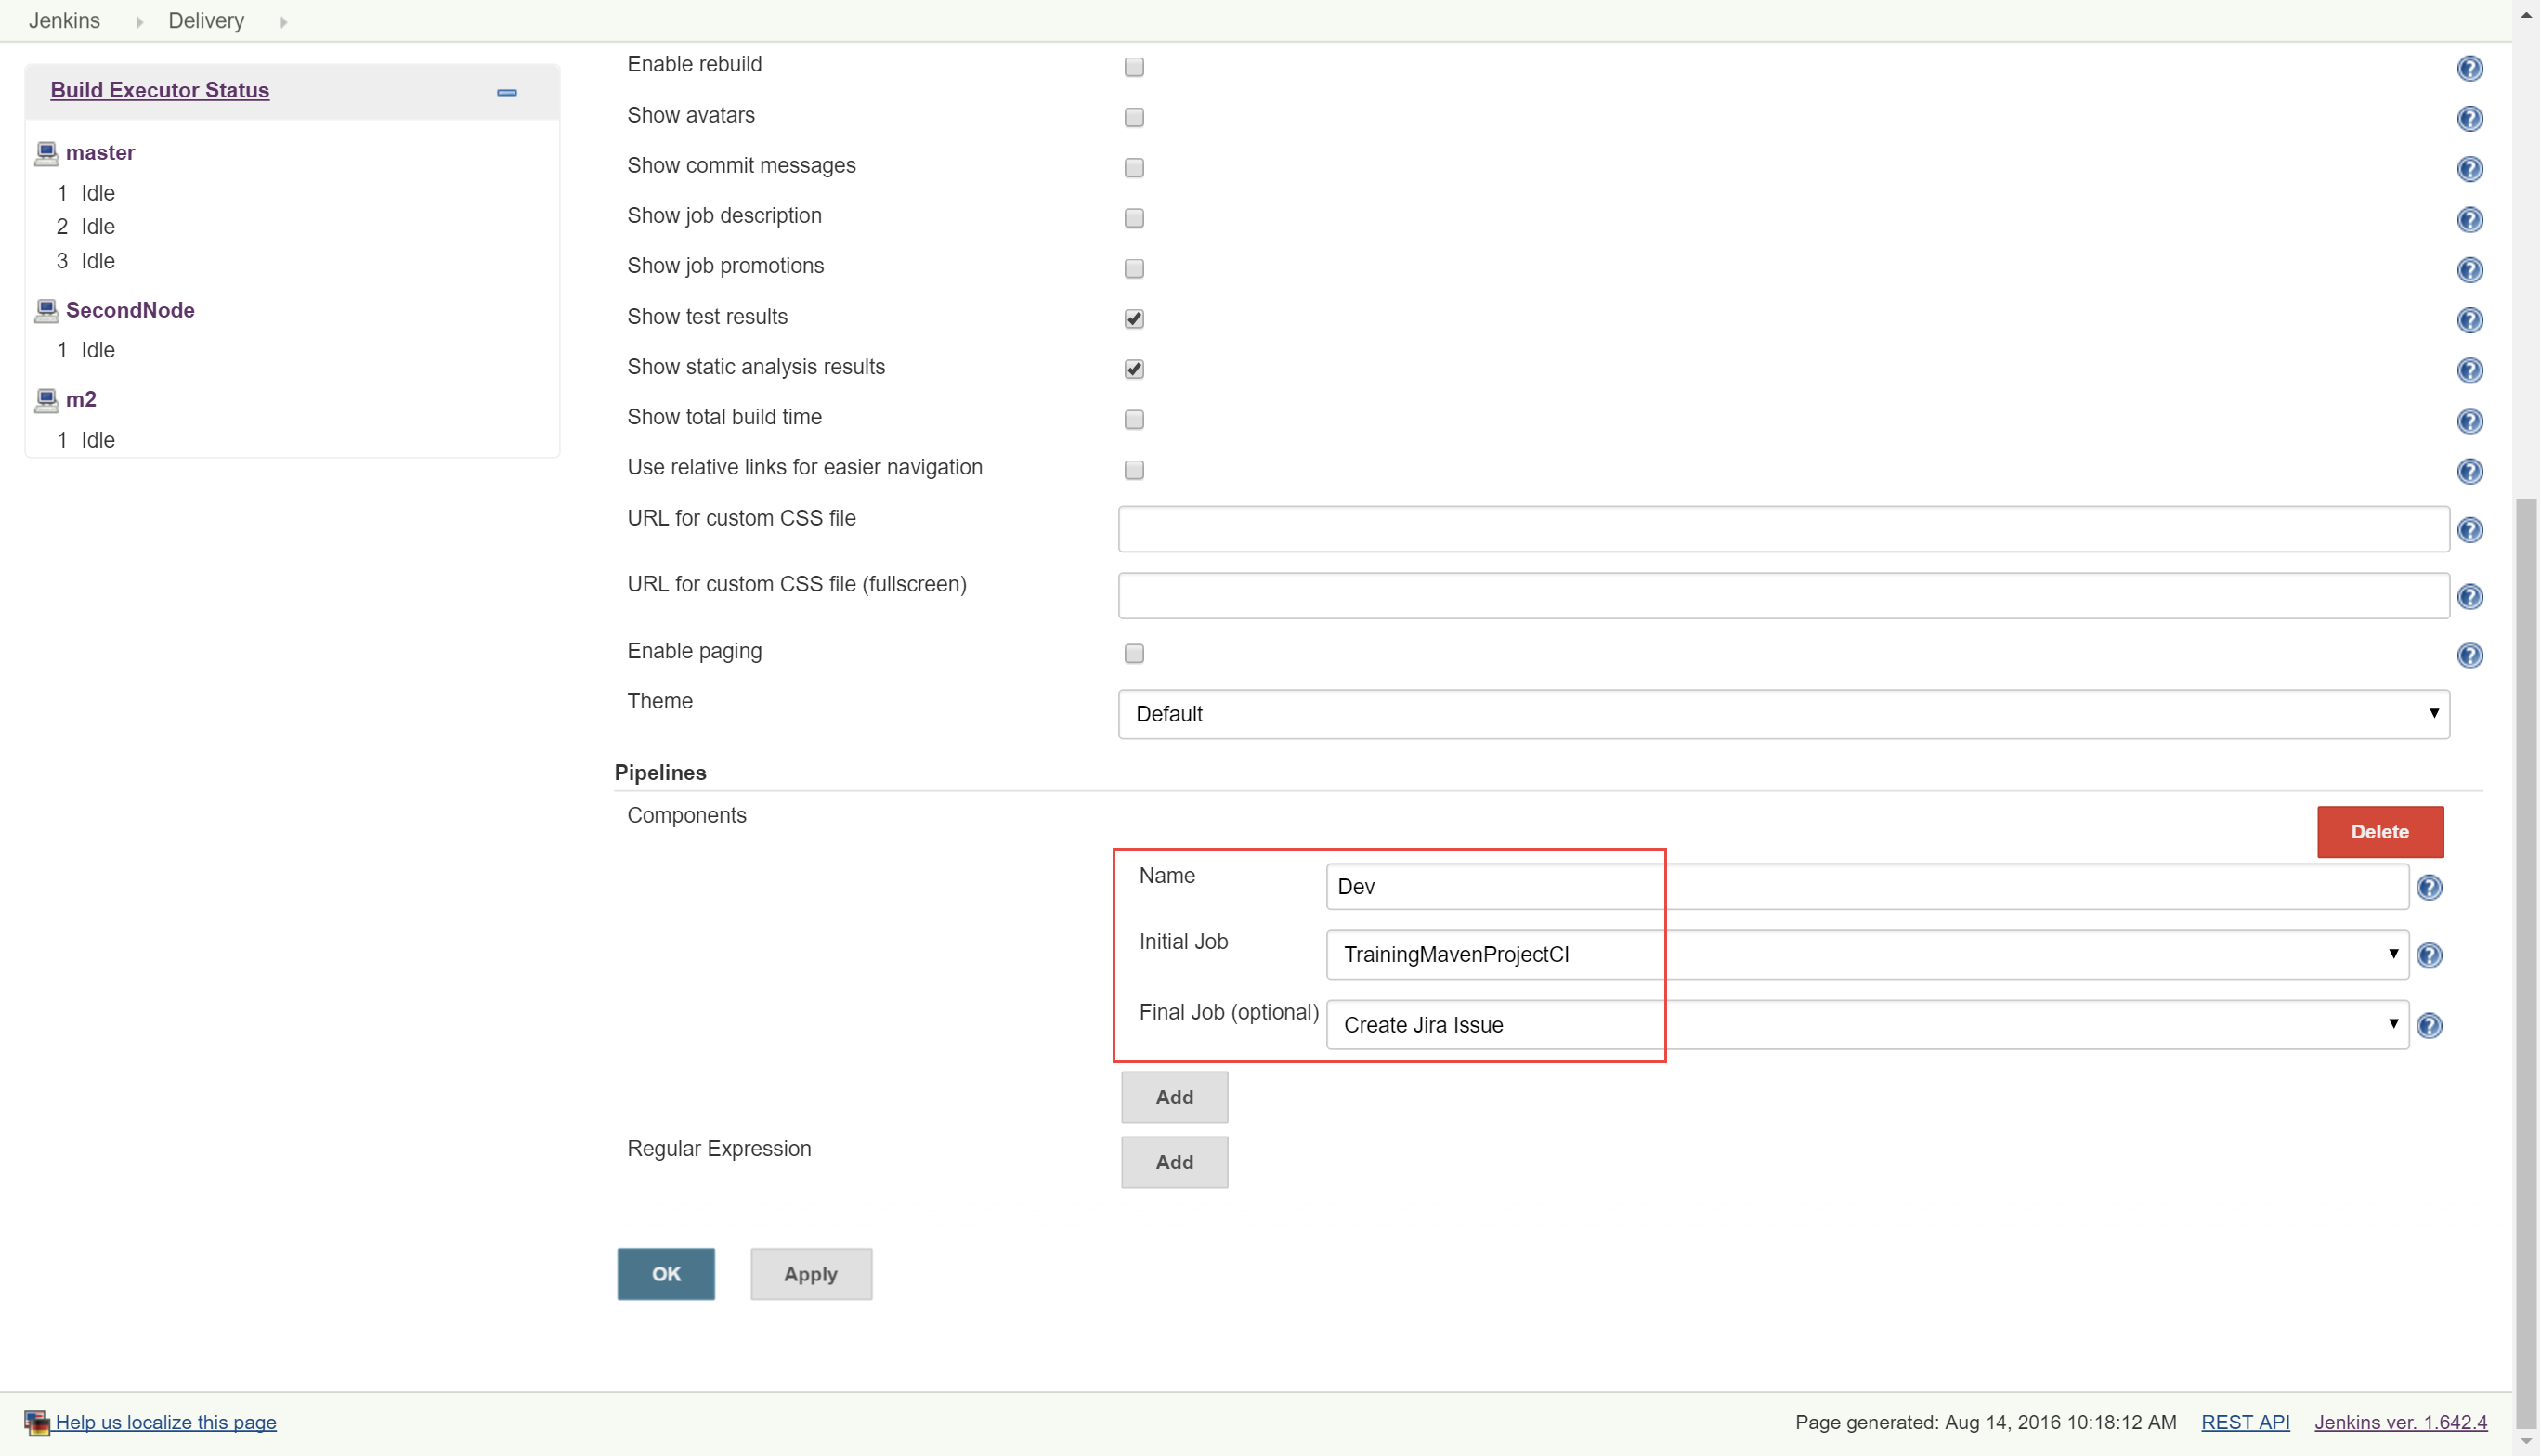 Jenkins Delivery
Build Executor Status
master
1 Idle
2 Idle
3 Idle
SecondNode
1 Idle
m2
1 Idle
Enable rebuild
Show avatars
Show commit messages
Show job description
Show job promotions
Show test results
Show static analysis results
Show total build time
Use relative links for easier navigation
URL for custom CSS file
URL for custom CSS file (fullscreen)
Enable paging
Theme Default
Pipelines
Components
Delete
Name Dev
Initial Job TrainingMavenProjectCI
Final Job (optional) Create Jira Issue
Add
Regular Expression Add
OK Apply
Help us localize this page Page generated: Aug 14, 2016 10:18:12 AM REST API Jenkins ver. 1.642.4